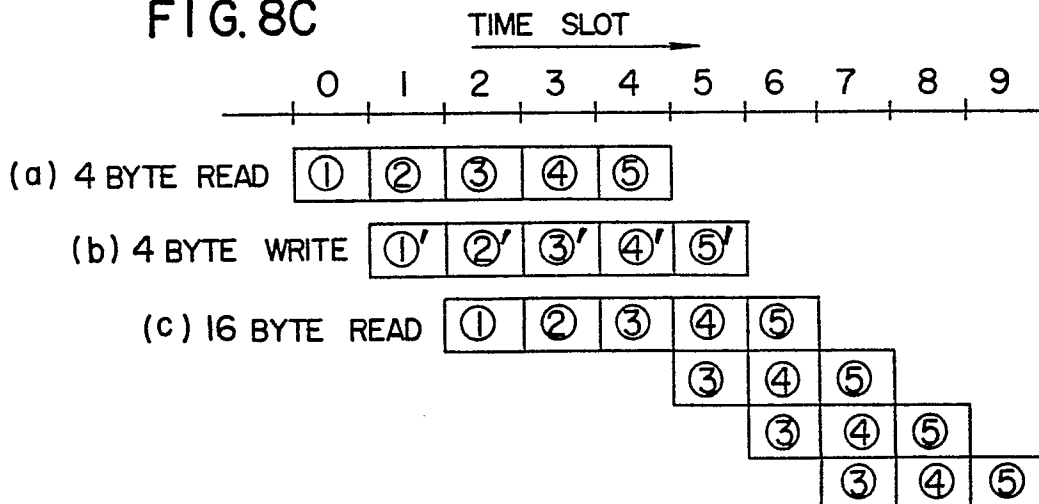 FIG. 8C
TIME SLOT
0 1 2 3 4 5 6 7 8 9
(a) 4 BYTE READ ① ② ③ ④ ⑤
(b) 4 BYTE WRITE ①' ②' ③' ④' ⑤'
(c) 16 BYTE READ ① ② ③ ④ ⑤
③ ④ ⑤
③ ④ ⑤
③ ④ ⑤